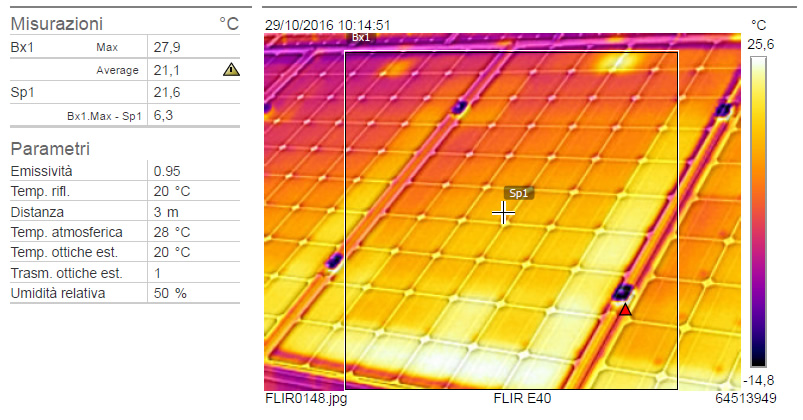 Misurazioni °C
Bx1 Max 27,9
Average 21,1
Sp1 21,6
Bx1.Max - Sp1 6,3
Parametri
Emissività 0.95
Temp. rifl. 20 °C
Distanza 3 m
Temp. atmosferica 28 °C
Temp. ottiche est. 20 °C
Trasm. ottiche est. 1
Umidità relativa 50 %
29/10/2016 10:14:51 °C
Bx1 25,6
Sp1
-14,8
FLIR0148.jpg FLIR E40 64513949